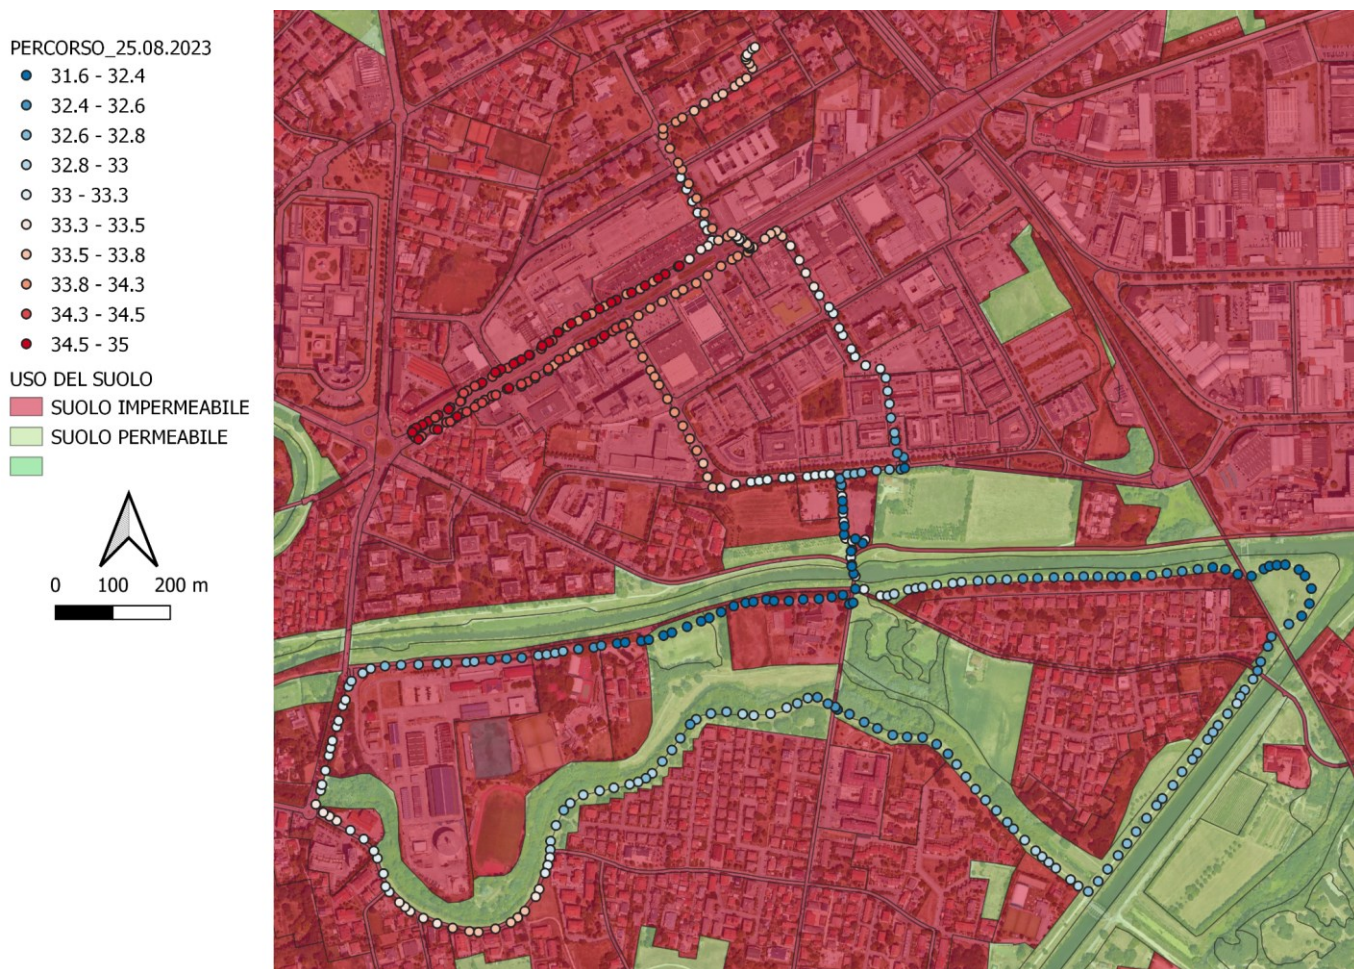 PERCORSO_25.08.2023
31.6 - 32.4
32.4 - 32.6
32.6 - 32.8
32.8 - 33
33 - 33.3
33.3 - 33.5
33.5 - 33.8
33.8 - 34.3
34.3 - 34.5
34.5 - 35
USO DEL SUOLO
SUOLO IMPERMEABILE
SUOLO PERMEABILE
0 100 200 m